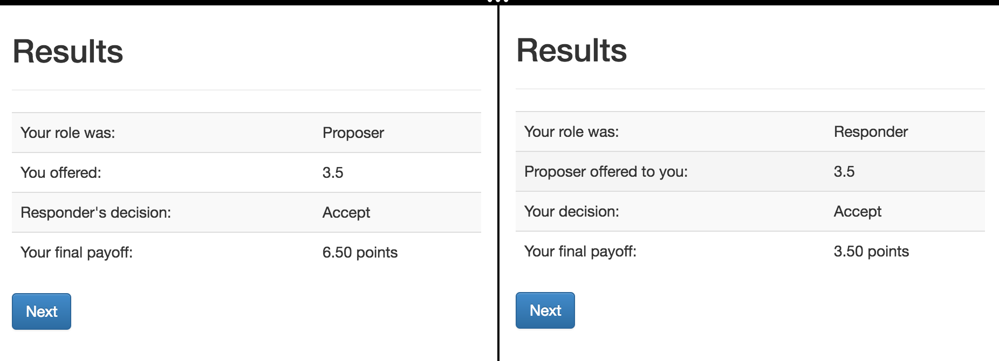 Results
Your role was: Proposer
You offered: 3.5
Responder's decision: Accept
Your final payoff: 6.50 points
Next
Results
Your role was: Responder
Proposer offered to you: 3.5
Your decision: Accept
Your final payoff: 3.50 points
Next